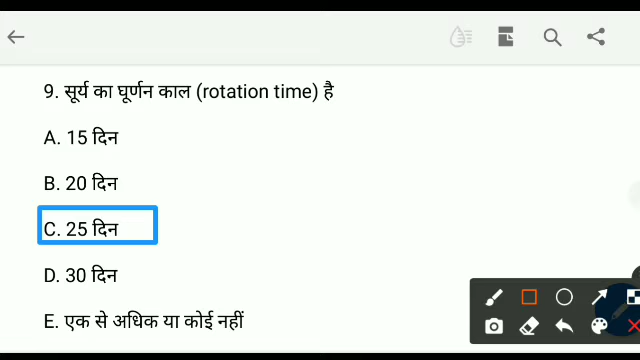 9. सूर्य का घूर्णन काल (rotation time) है
A. 15 दिन
B. 20 दिन
C. 25 दिन
D. 30 दिन
E. एक से अधिक या कोई नहीं